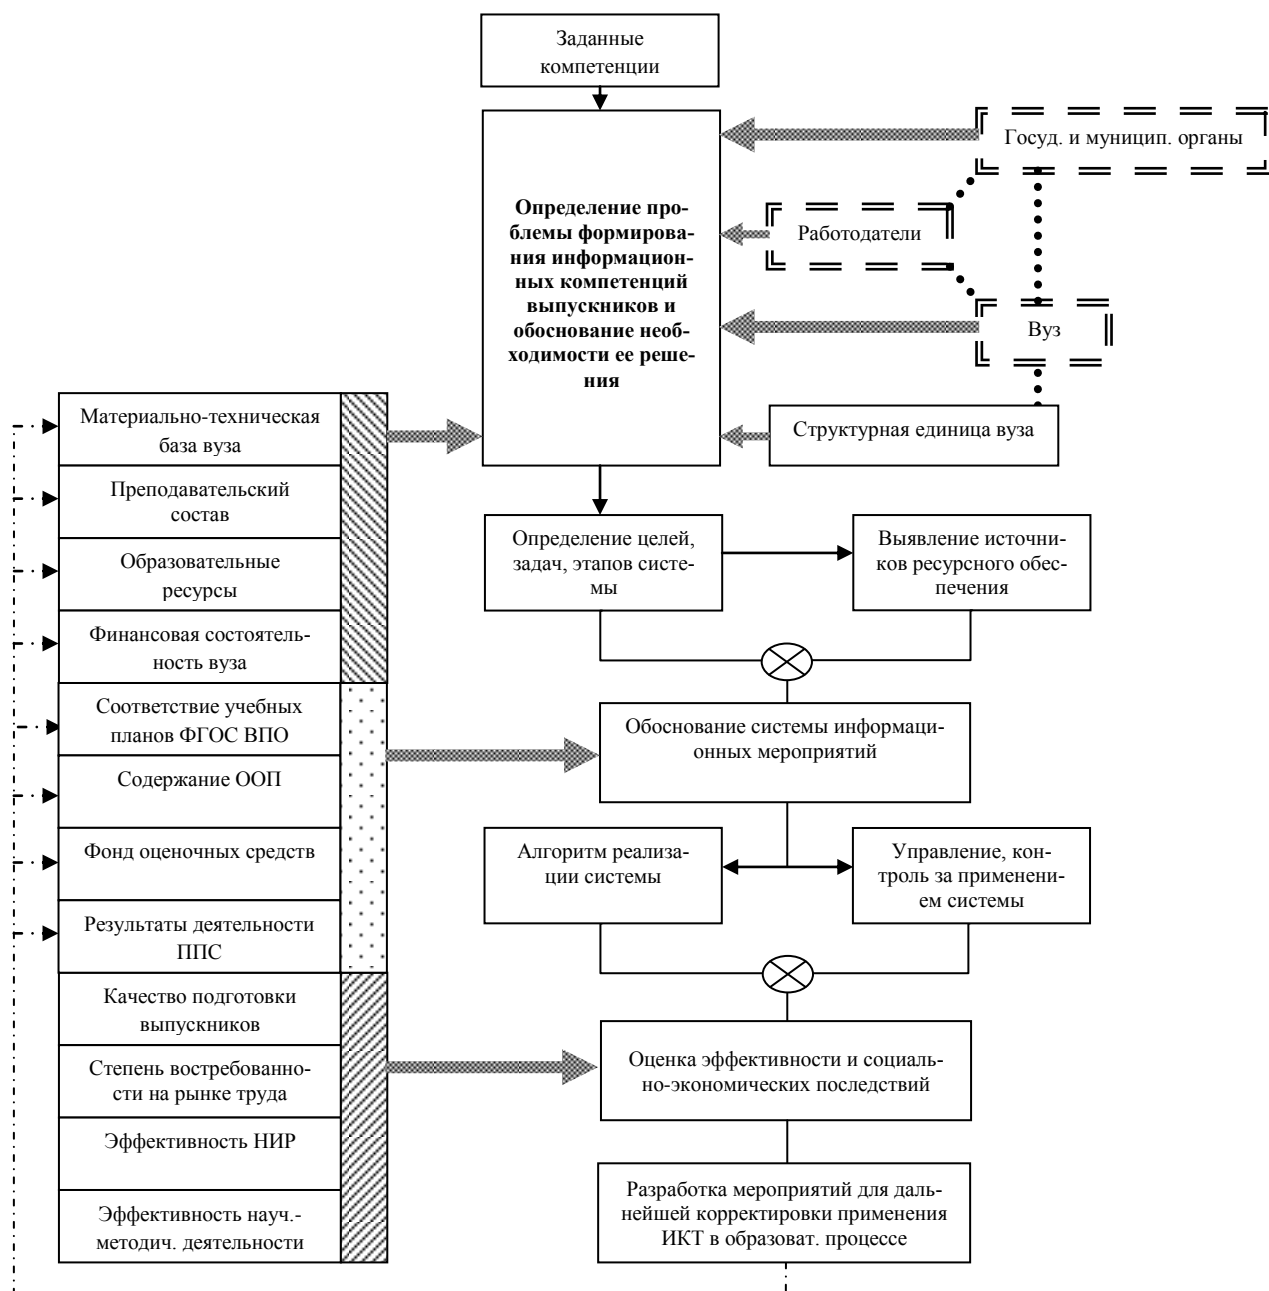 Заданные
компетенции
Определение про-
блемы формирова-
ния информацион-
ных компетенций
выпускников и
обоснование необ-
ходимости ее реше-
ния
Госуд. и муницип. органы
Работодатели
Вуз
Структурная единица вуза
Материально-техническая
база вуза
Преподавательский
состав
Образовательные
ресурсы
Финансовая состоятель-
ность вуза
Соответствие учебных
планов ФГОС ВПО
Содержание ООП
Фонд оценочных средств
Результаты деятельности
ППС
Качество подготовки
выпускников
Степень востребованно-
сти на рынке труда
Эффективность НИР
Эффективность науч.-
методич. деятельности
Определение целей,
задач, этапов систе-
мы
Выявление источни-
ков ресурсного обес-
печения
Обоснование системы информаци-
онных мероприятий
Алгоритм реализа-
ции системы
Управление, кон-
троль за применени-
ем системы
Оценка эффективности и социаль-
но-экономических последствий
Разработка мероприятий для даль-
нейшей корректировки применения
ИКТ в образоват. процессе